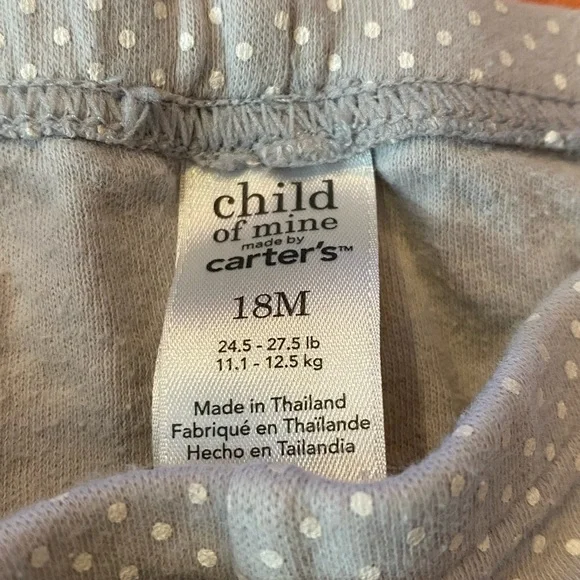 child
of mine
made by
carter's™
18M
24.5 - 27.5 lb
11.1 - 12.5 kg
Made in Thailand
Fabriqué en Thaïlande
Hecho en Tailandia